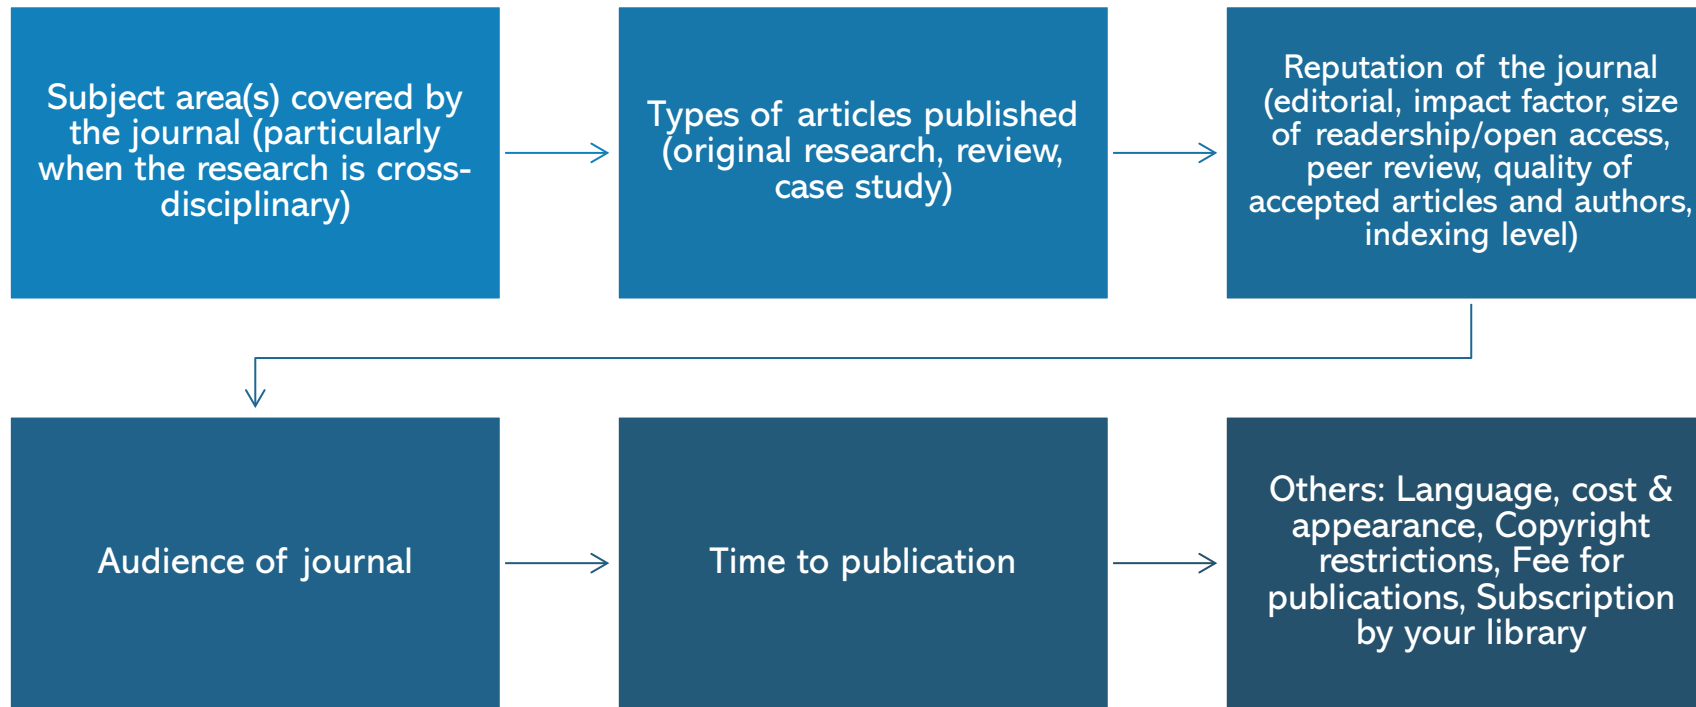 Subject area(s) covered by
the journal (particularly
when the research is cross-
disciplinary)
Types of articles published
(original research, review,
case study)
Reputation of the journal
(editorial, impact factor, size
of readership/open access,
peer review, quality of
accepted articles and authors,
indexing level)
Audience of journal
Time to publication
Others: Language, cost &
appearance, Copyright
restrictions, Fee for
publications, Subscription
by your library